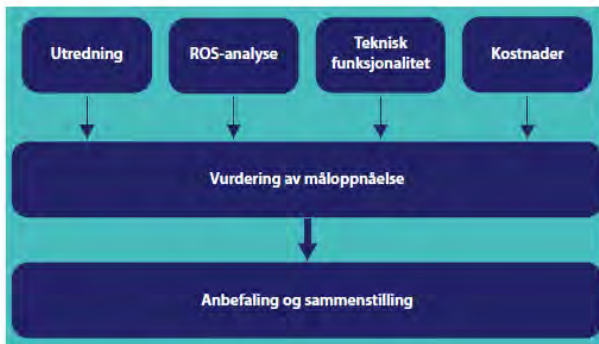 Utredning
ROS-analyse
Teknisk
funksjonalitet
Kostnader
Vurdering av måloppnåelse
Anbefaling og sammenstilling